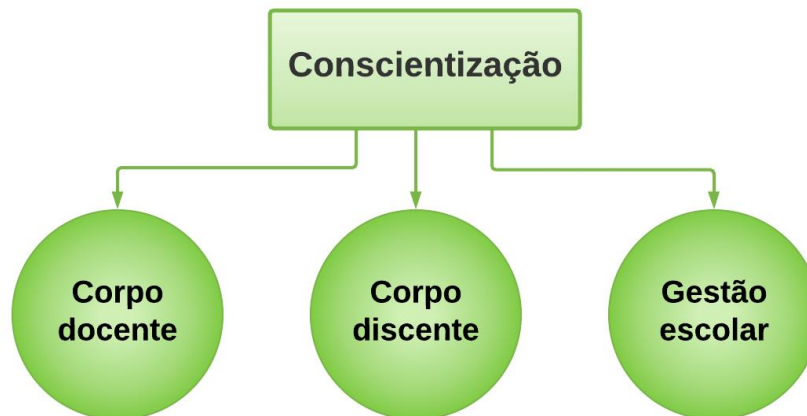 Conscientização
Corpo
docente
Corpo
discente
Gestão
escolar